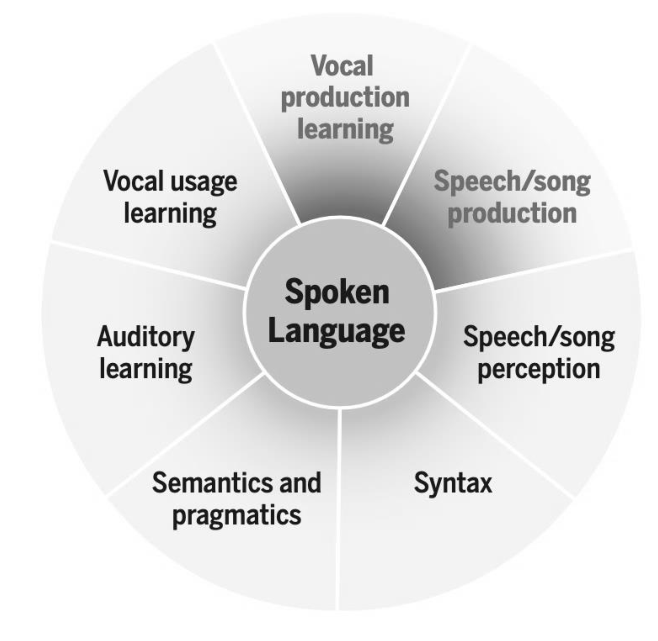 Vocal
production
learning
Speech/song
production
Speech/song
perception
Syntax
Semantics and
pragmatics
Auditory
learning
Vocal usage
learning
Spoken
Language